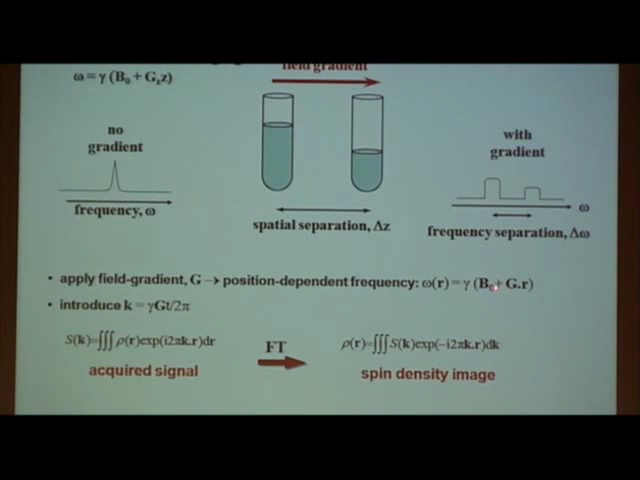 field gradient
ω = γ (B₀ + G_z z)
no
gradient
with
gradient
frequency, ω
ω
spatial separation, Δz
frequency separation, Δω
• apply field-gradient, G → position-dependent frequency: ω(r) = γ (B₀ + G.r)
• introduce k = γGt/2π
S(k)=∫∫∫ ρ(r)exp(i2πk.r)dr
FT
ρ(r)=∫∫∫ S(k)exp(−i2πk.r)dk
acquired signal
spin density image